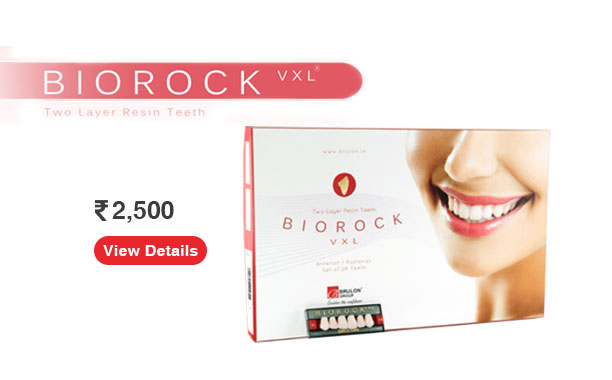 BIOROCK VXL®
Two Layer Resin Teeth
₹ 2,500
View Details
www.brulon.in
Two Layer Resin Teeth
BIOROCK
VXL
Anterior / Posterior
Set of 28 Teeth
BRULON
GROUP
BIOROCK